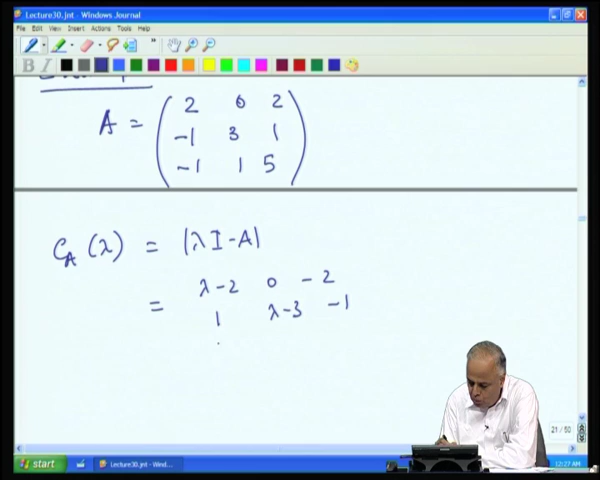 Lecture30.jnt - Windows Journal
File Edit View Insert Actions Tools Help
B I
A = ( 2 0 2
-1 3 1
-1 1 5 )
C_A (λ) = |λI-A|
= λ-2 0 -2
1 λ-3 -1
21 / 50
start Lecture30.jnt - Wind... 12:27 AM